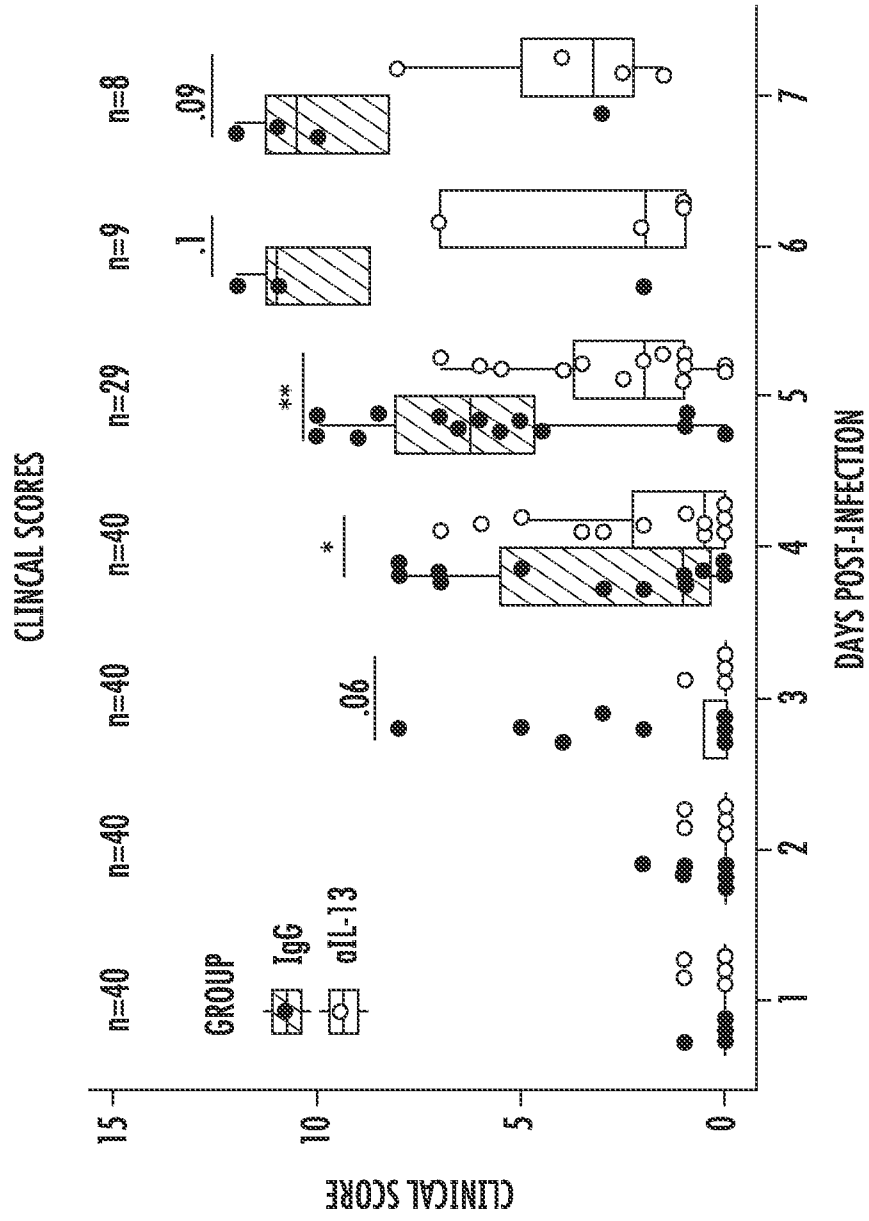 CLINCAL SCORES
n=40
n=40
n=40
n=40
n=29
n=9
n=8
GROUP
IgG
αIL-13
.06
*
**
.1
.09
CLINICAL SCORE
15
10
5
0
1
2
3
4
5
6
7
DAYS POST-INFECTION